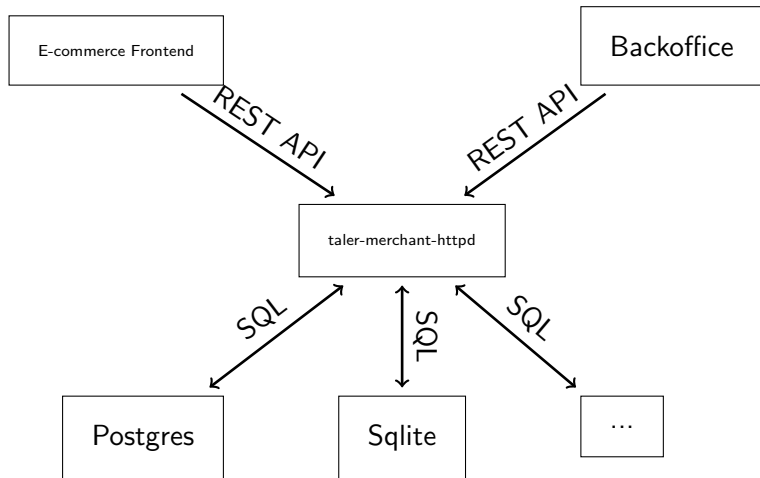 E-commerce Frontend
Backoffice
REST API
REST API
taler-merchant-httpd
SQL
SQL
SQL
Postgres
Sqlite
...